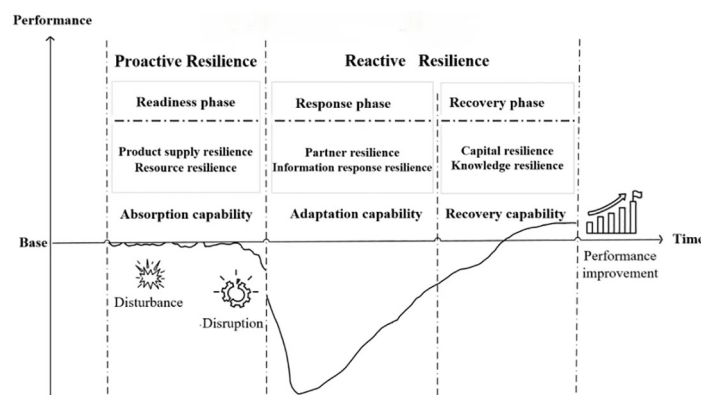 Performance
Proactive Resilience
Reactive Resilience
Readiness phase
Response phase
Recovery phase
Product supply resilience
Resource resilience
Partner resilience
Information response resilience
Capital resilience
Knowledge resilience
Absorption capability
Adaptation capability
Recovery capability
Base
Time
Disturbance
Disruption
Performance
improvement